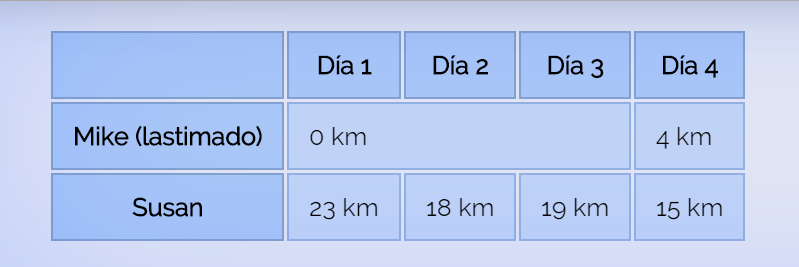 Día 1 Día 2 Día 3 Día 4
Mike (lastimado) 0 km 4 km
Susan 23 km 18 km 19 km 15 km